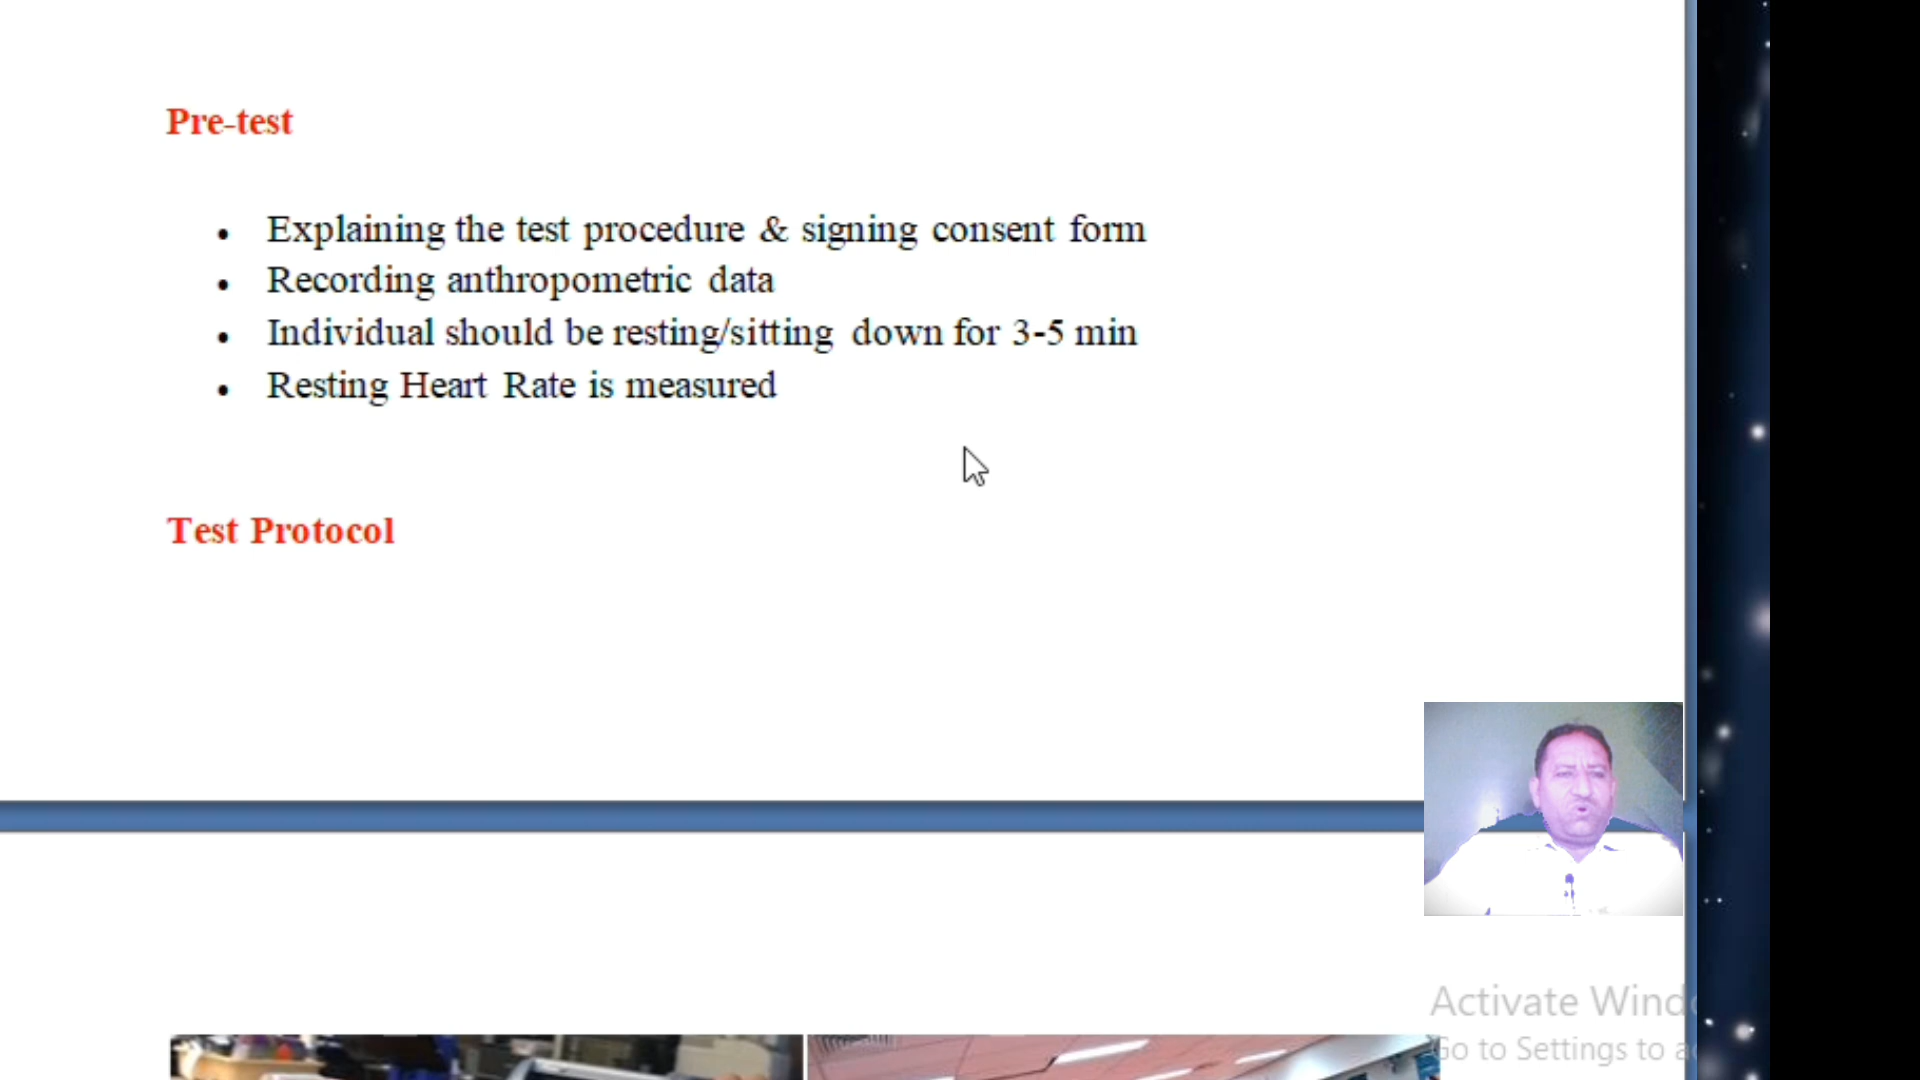 Pre-test
• Explaining the test procedure & signing consent form
• Recording anthropometric data
• Individual should be resting/sitting down for 3-5 min
• Resting Heart Rate is measured
Test Protocol
Activate Wind
Go to Settings to a